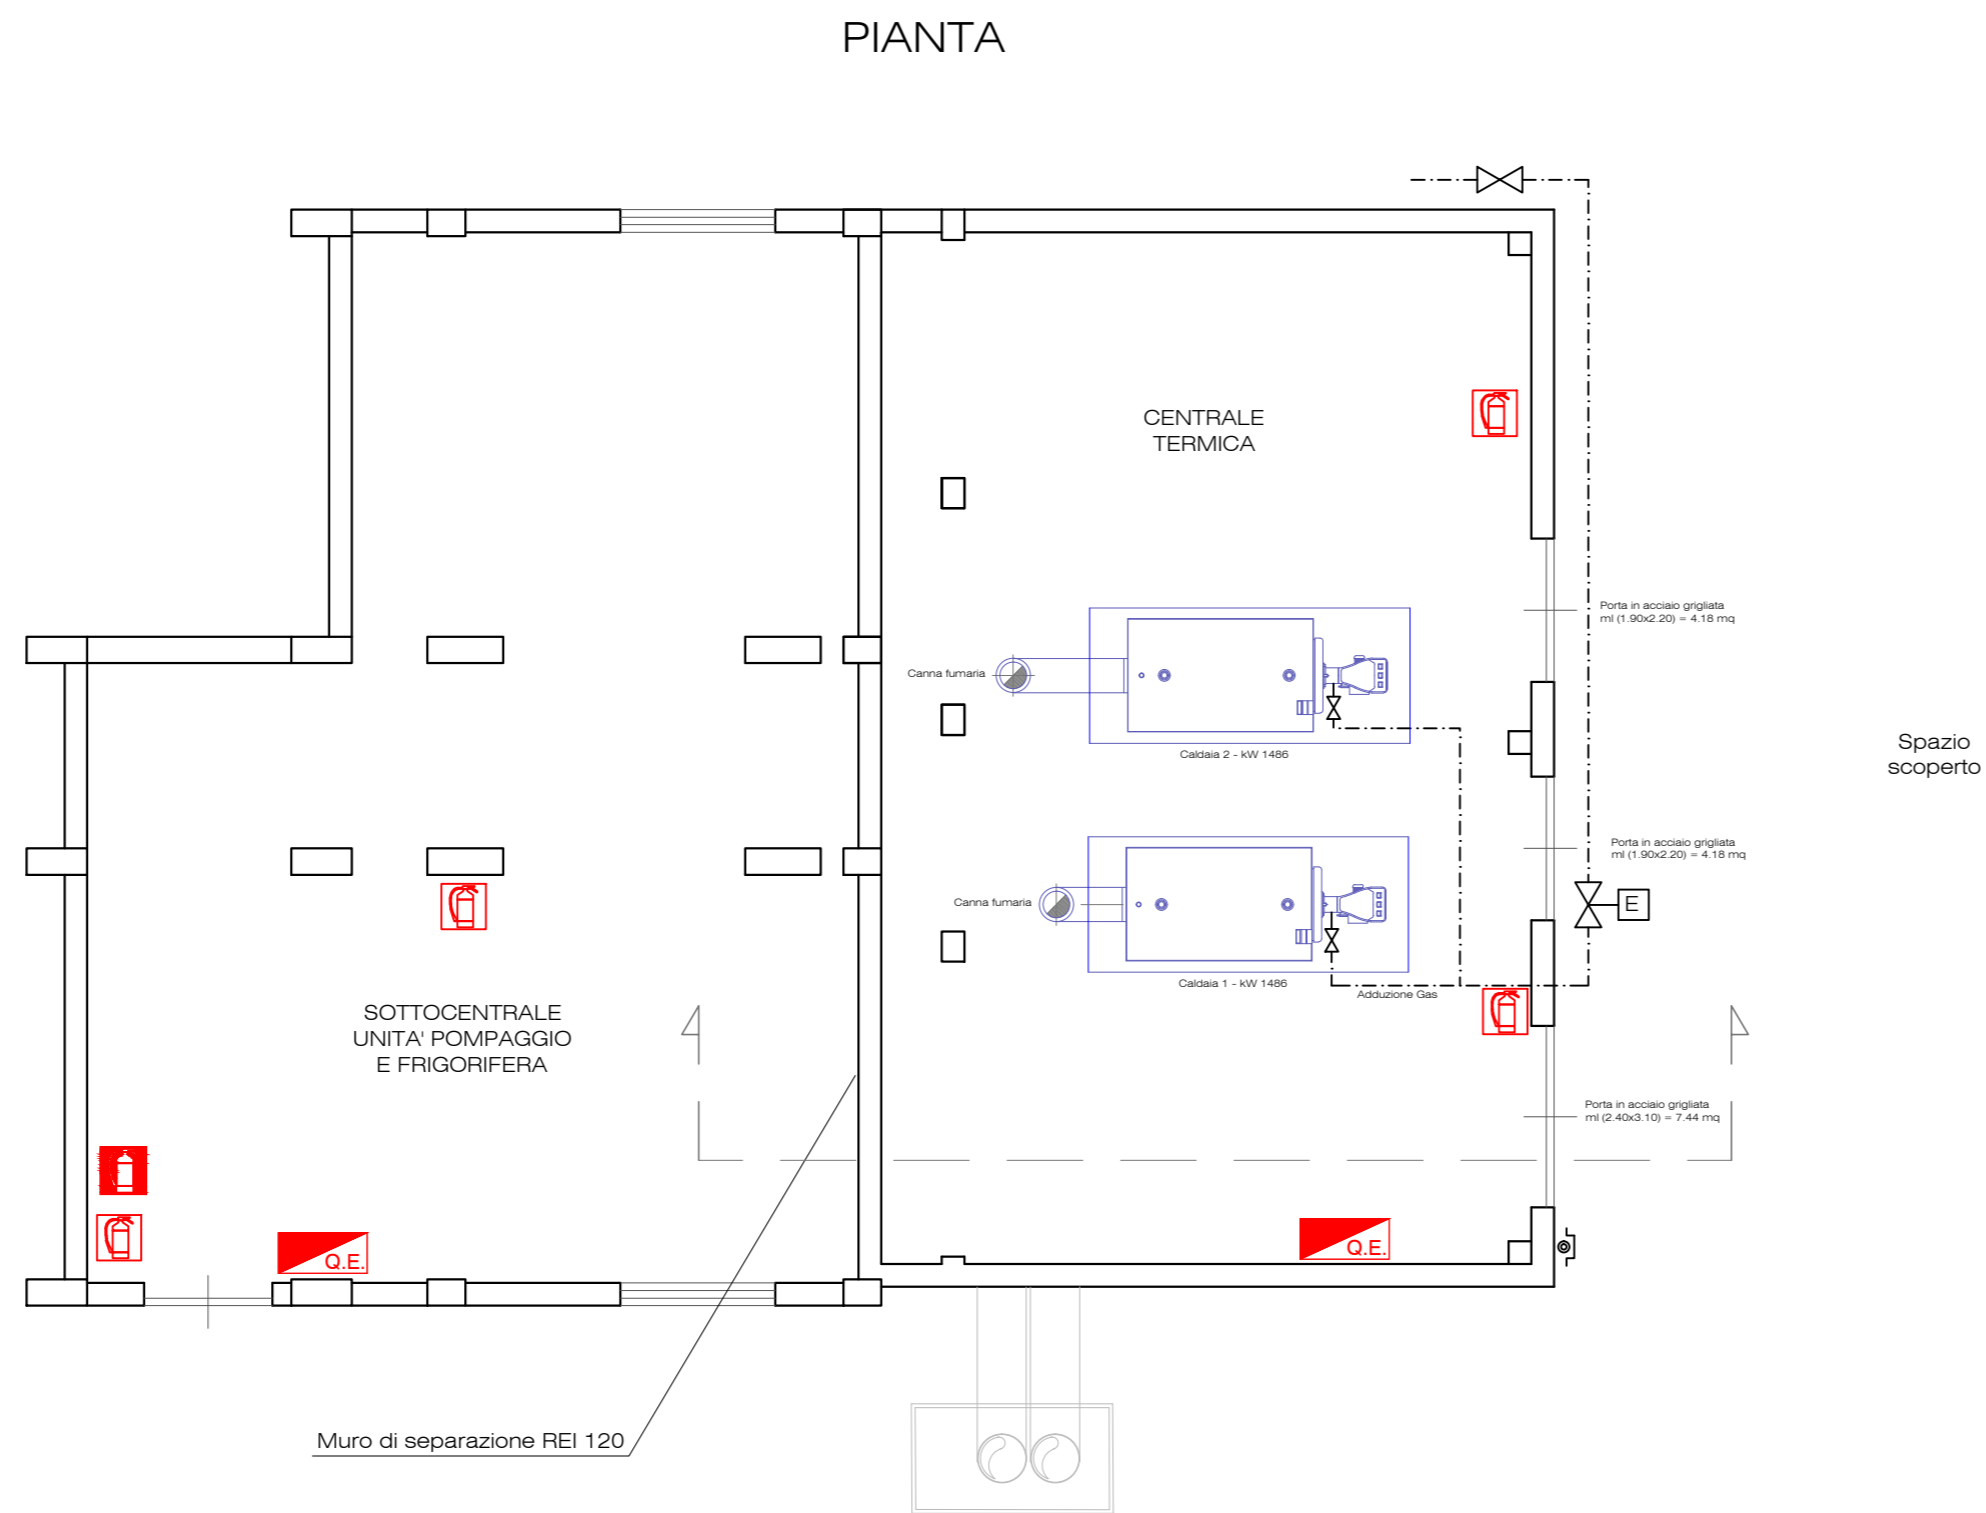 PIANTA
CENTRALE
TERMICA
Porta in acciaio grigliata
ml (1.90x2.20) = 4.18 mq
Canna fumaria
Caldaia 2 - kW 1486
Spazio
scoperto
Porta in acciaio grigliata
ml (1.90x2.20) = 4.18 mq
Canna fumaria
E
Caldaia 1 - kW 1486
Adduzione Gas
SOTTOCENTRALE
UNITA' POMPAGGIO
E FRIGORIFERA
Porta in acciaio grigliata
ml (2.40x3.10) = 7.44 mq
Q.E.
Q.E.
Muro di separazione REI 120